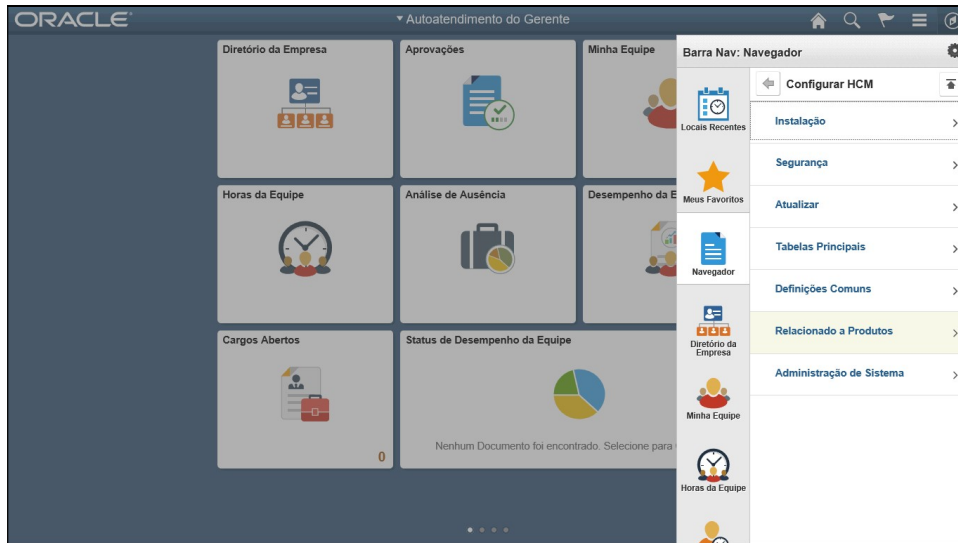 ORACLE
Autoatendimento do Gerente
Diretório da Empresa
Aprovações
Minha Equipe
Horas da Equipe
Análise de Ausência
Desempenho da
Cargos Abertos
0
Status de Desempenho da Equipe
Nenhum Documento foi encontrado. Selecione para
Barra Nav: Navegador
Locais Recentes
Meus Favoritos
Navegador
Diretório da
Empresa
Minha Equipe
Horas da Equipe
Configurar HCM
Instalação
Segurança
Atualizar
Tabelas Principais
Definições Comuns
Relacionado a Produtos
Administração de Sistema